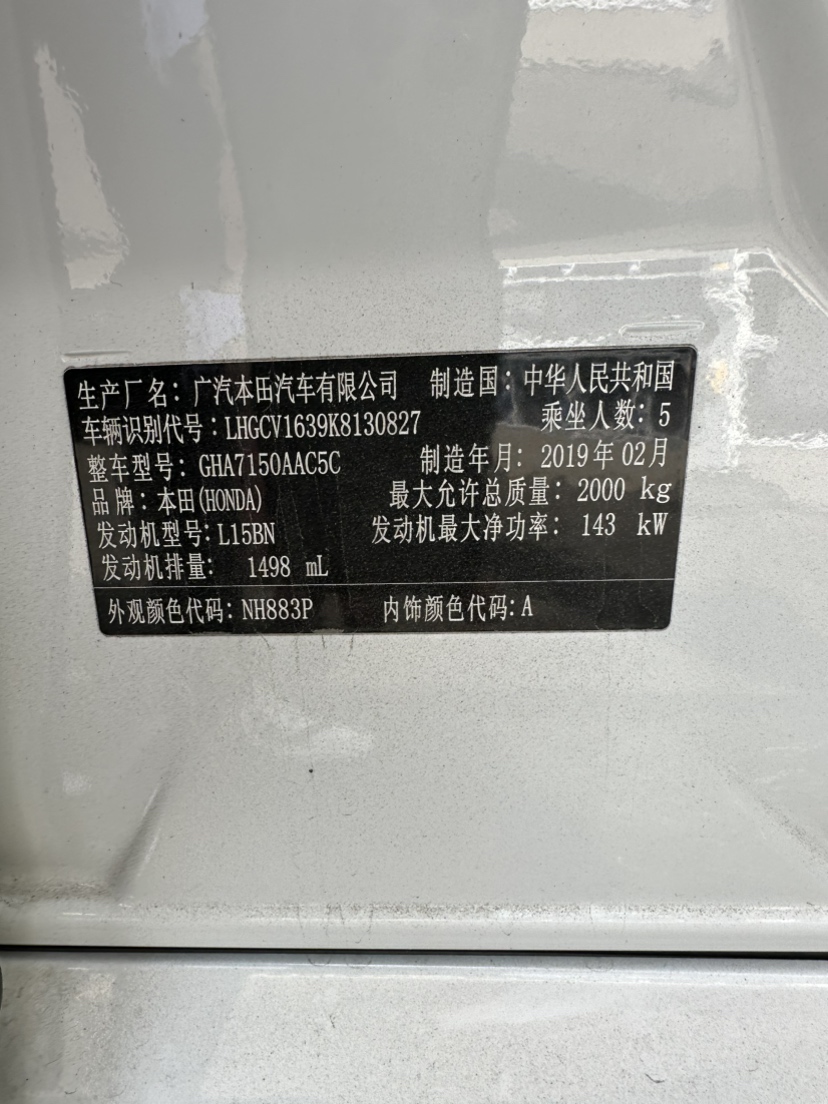 生产厂名：广汽本田汽车有限公司 制造国：中华人民共和国
车辆识别代号：LHGCV1639K8130827 乘坐人数：5
整车型号：GHA7150AAC5C 制造年月：2019年02月
品牌：本田(HONDA) 最大允许总质量：2000 kg
发动机型号：L15BN 发动机最大净功率：143 kW
发动机排量： 1498 mL
外观颜色代码：NH883P 内饰颜色代码：A